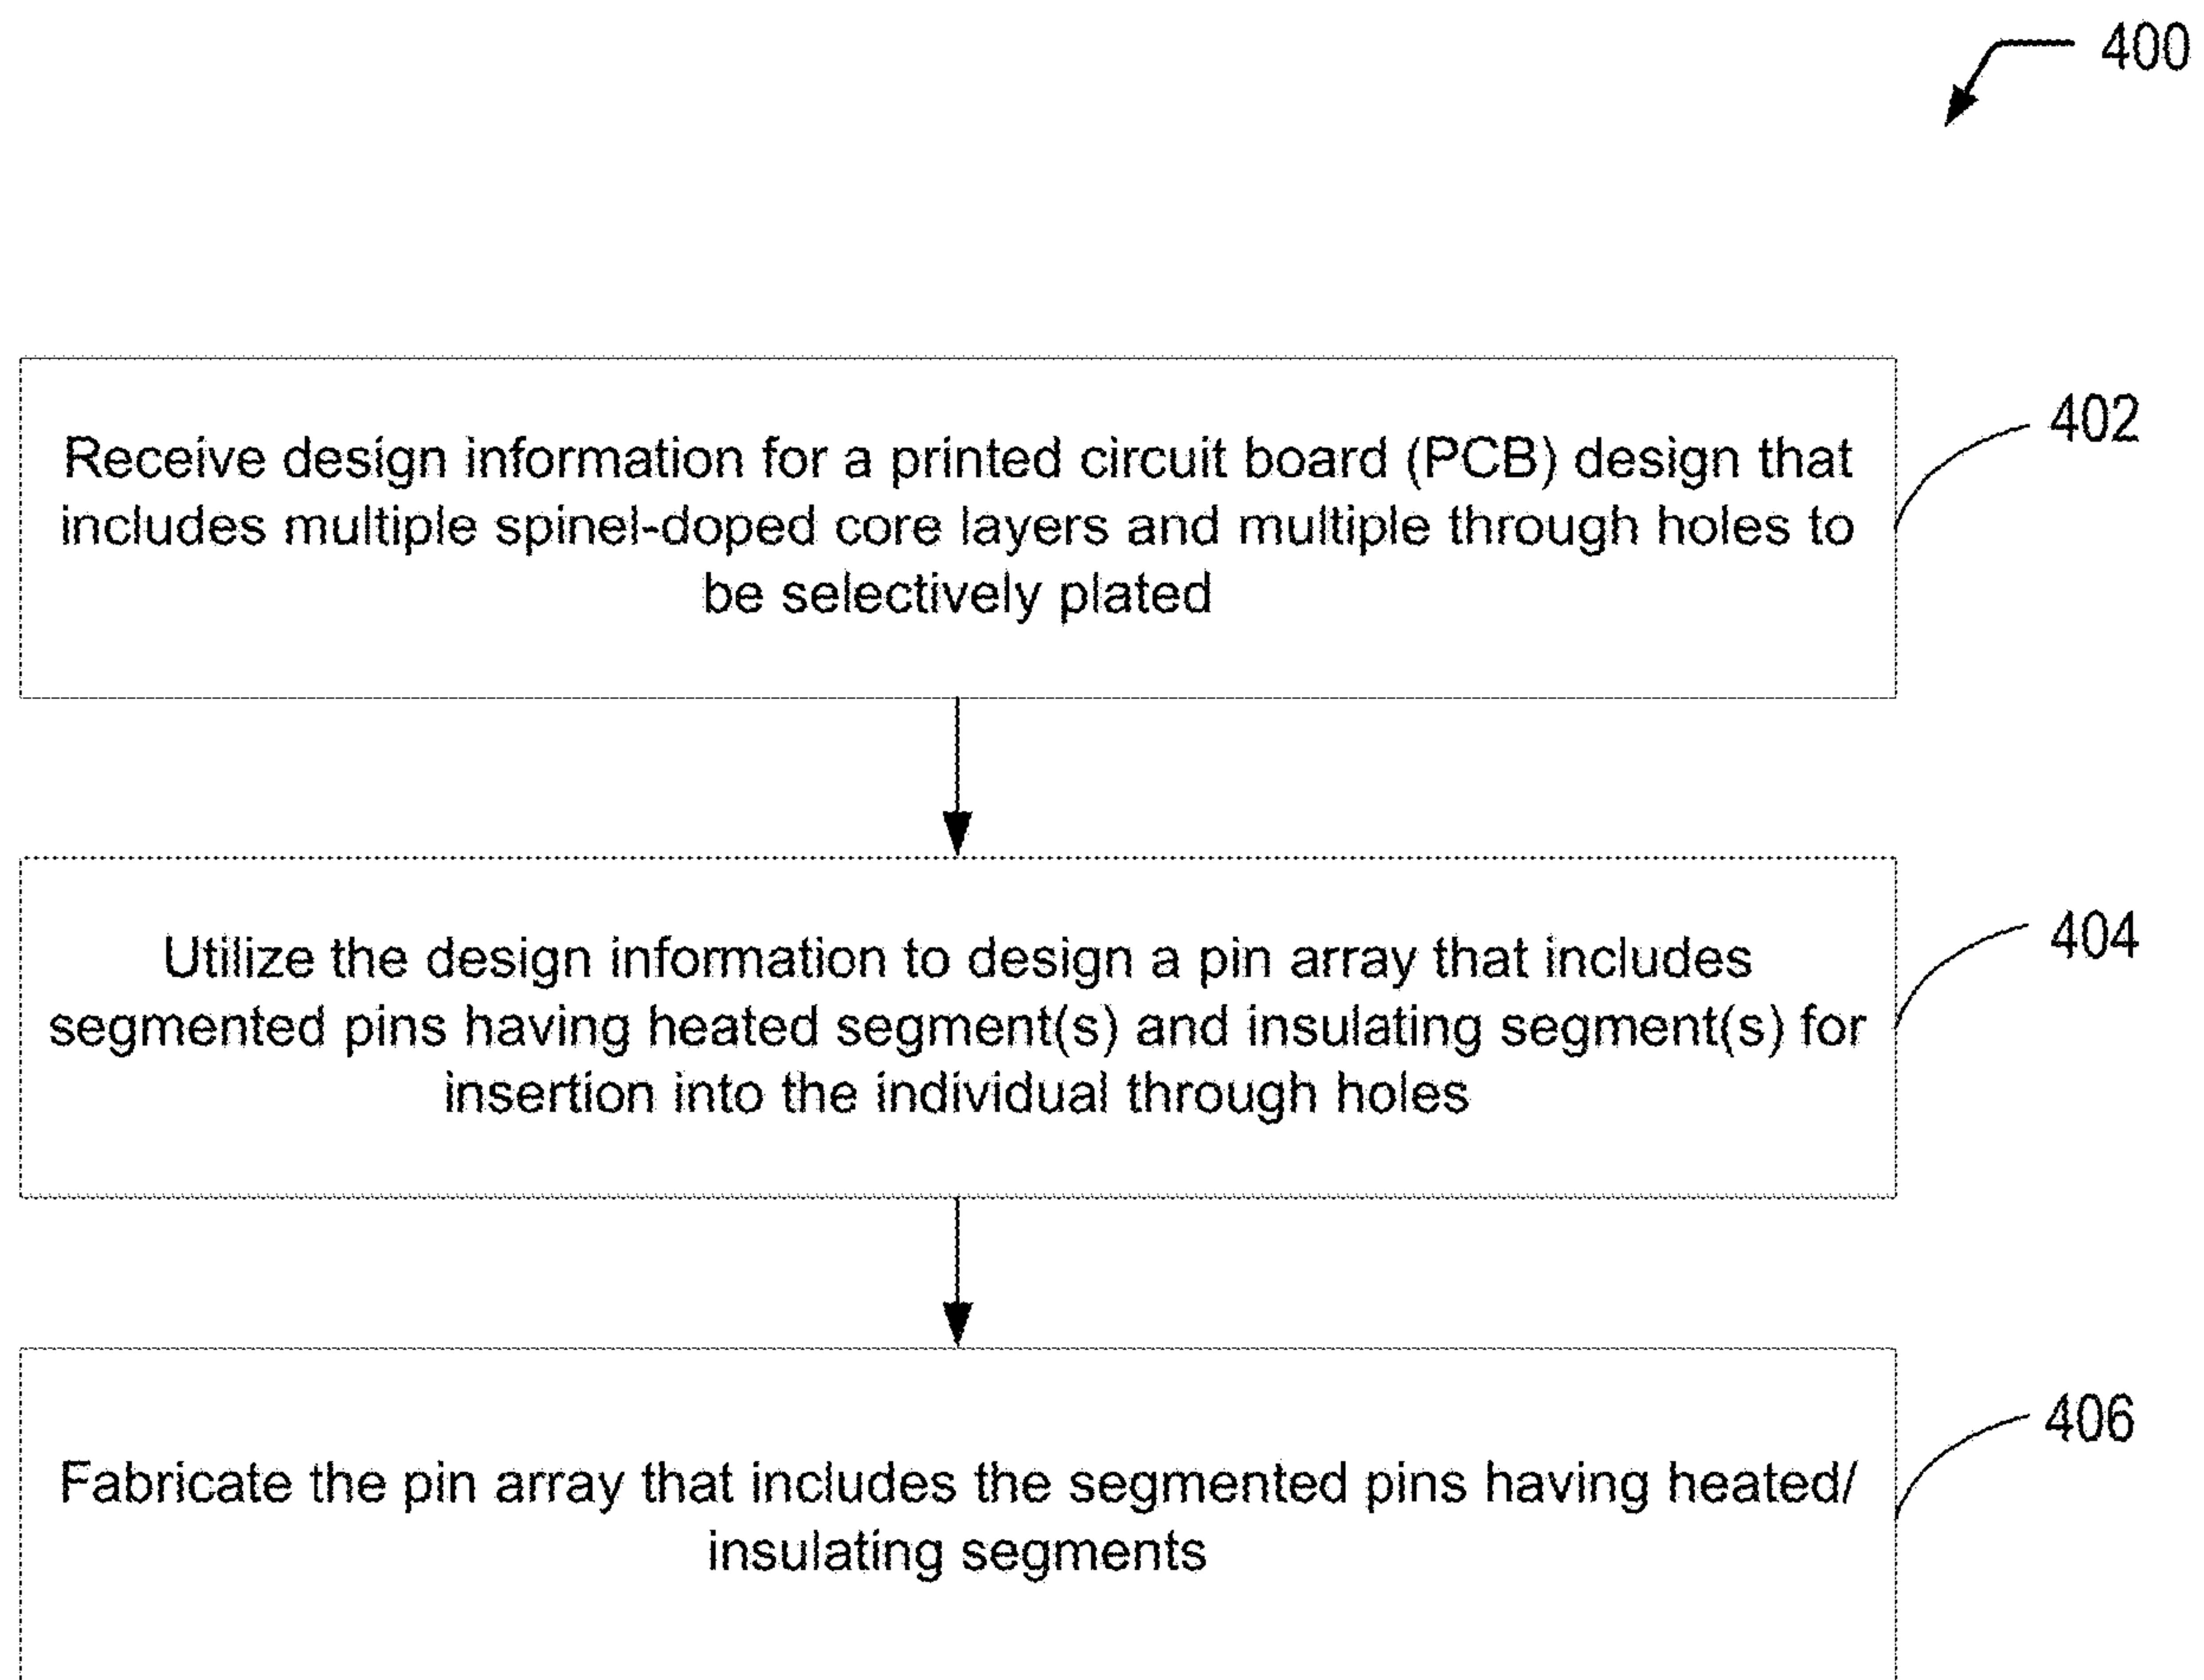 400
Receive design information for a printed circuit board (PCB) design that
includes multiple spinel-doped core layers and multiple through holes to
be selectively plated
402
Utilize the design information to design a pin array that includes
segmented pins having heated segment(s) and insulating segment(s) for
insertion into the individual through holes
404
Fabricate the pin array that includes the segmented pins having heated/
insulating segments
406